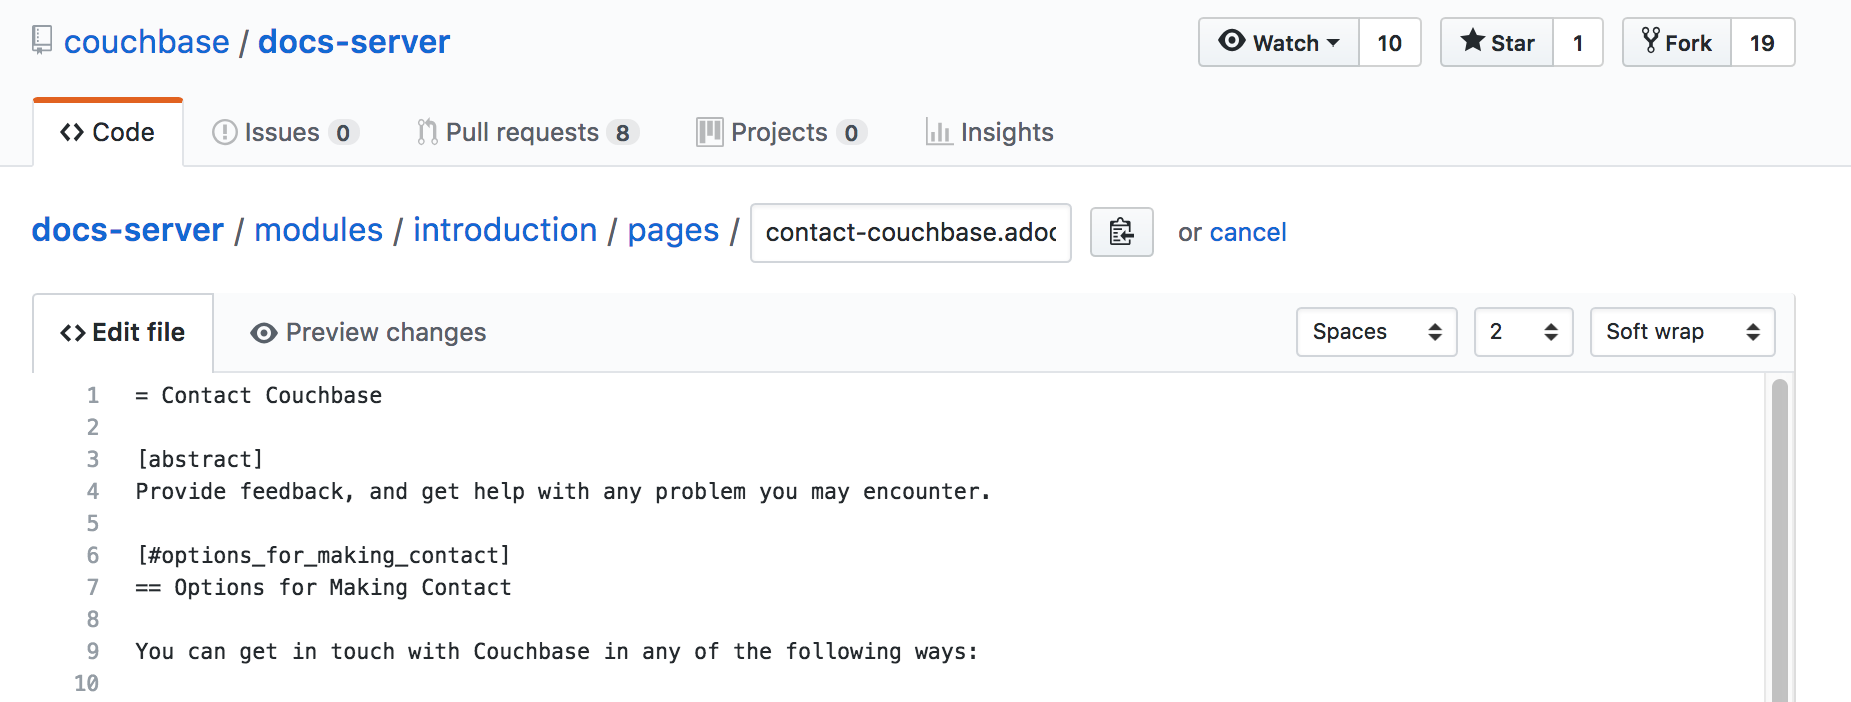 couchbase / docs-server
Watch 10 Star 1 Fork 19
Code Issues 0 Pull requests 8 Projects 0 Insights
docs-server / modules / introduction / pages / contact-couchbase.adoc or cancel
Edit file Preview changes Spaces 2 Soft wrap
1 = Contact Couchbase
2
3 [abstract]
4 Provide feedback, and get help with any problem you may encounter.
5
6 [#options_for_making_contact]
7 == Options for Making Contact
8
9 You can get in touch with Couchbase in any of the following ways:
10